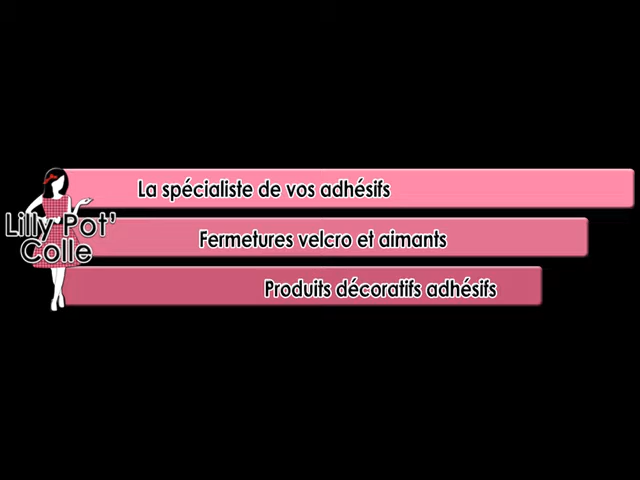 La spécialiste de vos adhésifs
Lilly Pot'
Colle
Fermetures velcro et aimants
Produits décoratifs adhésifs